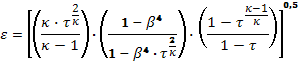 ε = [((κ · τ^(2/κ))/(κ − 1)) · ((1 − β⁴)/(1 − β⁴ · τ^(2/κ))) · ((1 − τ^((κ−1)/κ))/(1 − τ))]^0,5